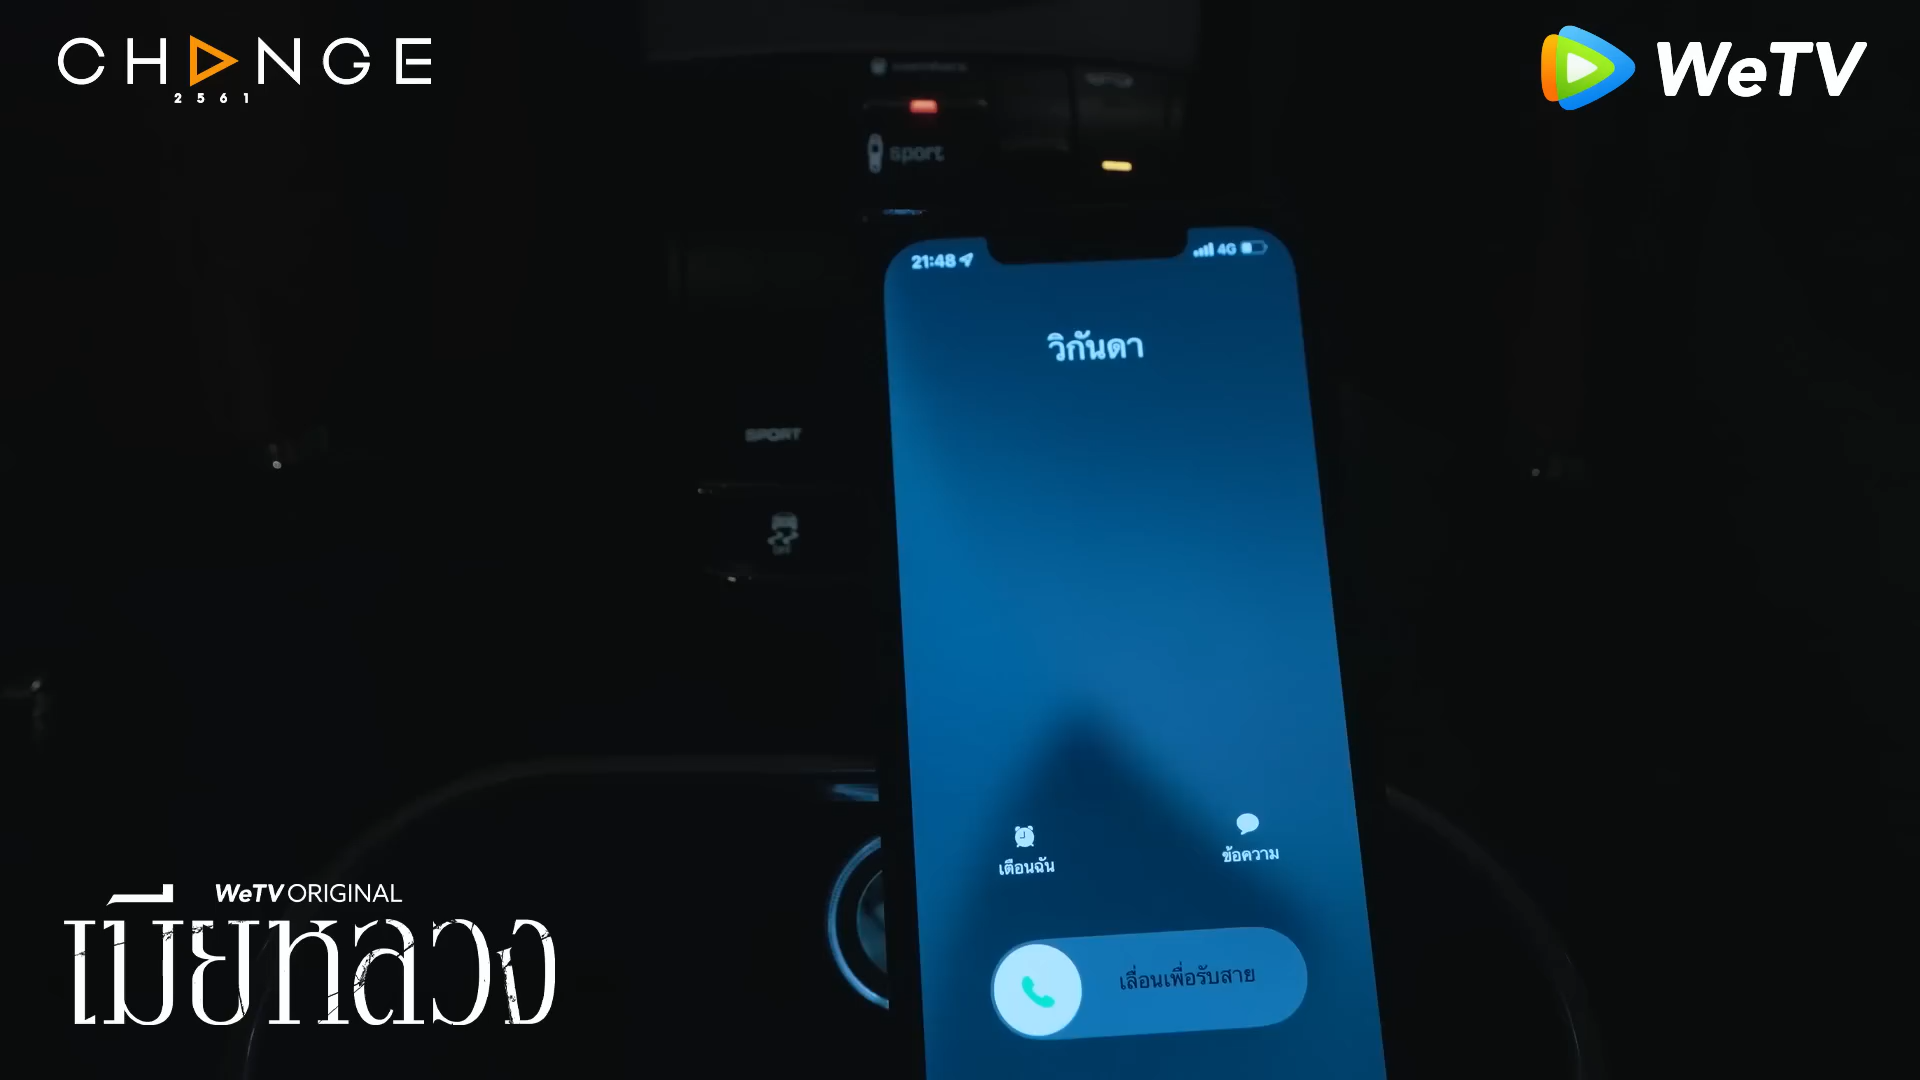 CHANGE
2561
WeTV
sport
21:48
4G
วิกันดา
SPORT
OFF
เตือนฉัน
ข้อความ
เลื่อนเพื่อรับสาย
WeTV ORIGINAL
เมียหลวง